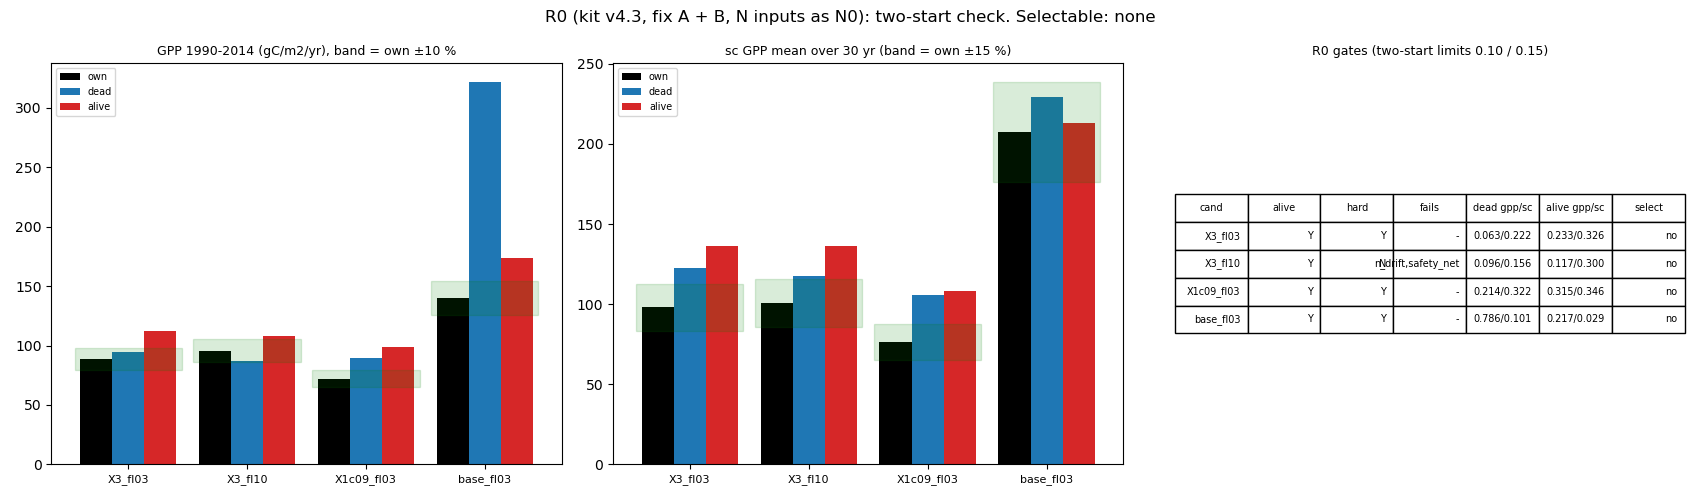 R0 (kit v4.3, fix A + B, N inputs as N0): two-start check. Selectable: none
GPP 1990-2014 (gC/m2/yr), band = own ±10 %
own
dead
alive
300
250
200
150
100
50
0
X3_fl03 X3_fl10 X1c09_fl03 base_fl03
sc GPP mean over 30 yr (band = own ±15 %)
own
dead
alive
250
200
150
100
50
0
X3_fl03 X3_fl10 X1c09_fl03 base_fl03
R0 gates (two-start limits 0.10 / 0.15)
cand alive hard fails dead gpp/sc alive gpp/sc select
X3_fl03 Y Y - 0.063/0.222 0.233/0.326 no
X3_fl10 Y N n_drift,safety_net 0.096/0.156 0.117/0.300 no
X1c09_fl03 Y Y - 0.214/0.322 0.315/0.346 no
base_fl03 Y Y - 0.786/0.101 0.217/0.029 no